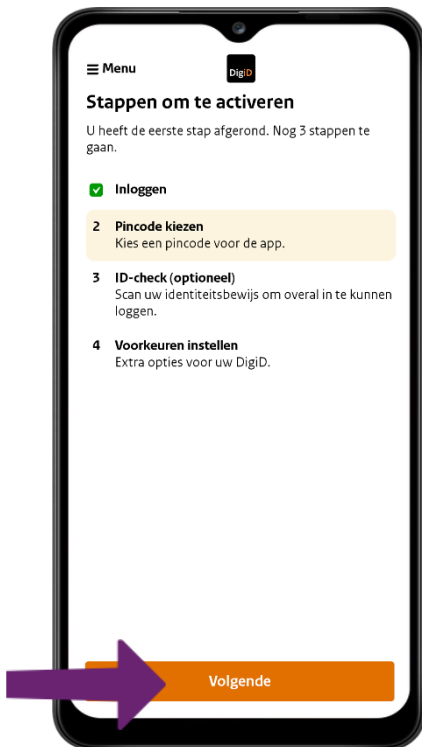 Menu
DigiD
Stappen om te activeren
U heeft de eerste stap afgerond. Nog 3 stappen te
gaan.
Inloggen
2 Pincode kiezen
Kies een pincode voor de app.
3 ID-check (optioneel)
Scan uw identiteitsbewijs om overal in te kunnen
loggen.
4 Voorkeuren instellen
Extra opties voor uw DigiD.
Volgende